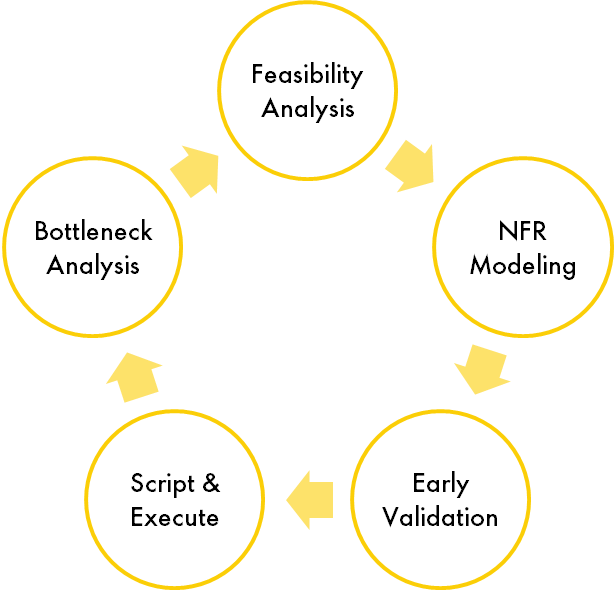 Feasibility
Analysis
NFR
Modeling
Early
Validation
Script &
Execute
Bottleneck
Analysis